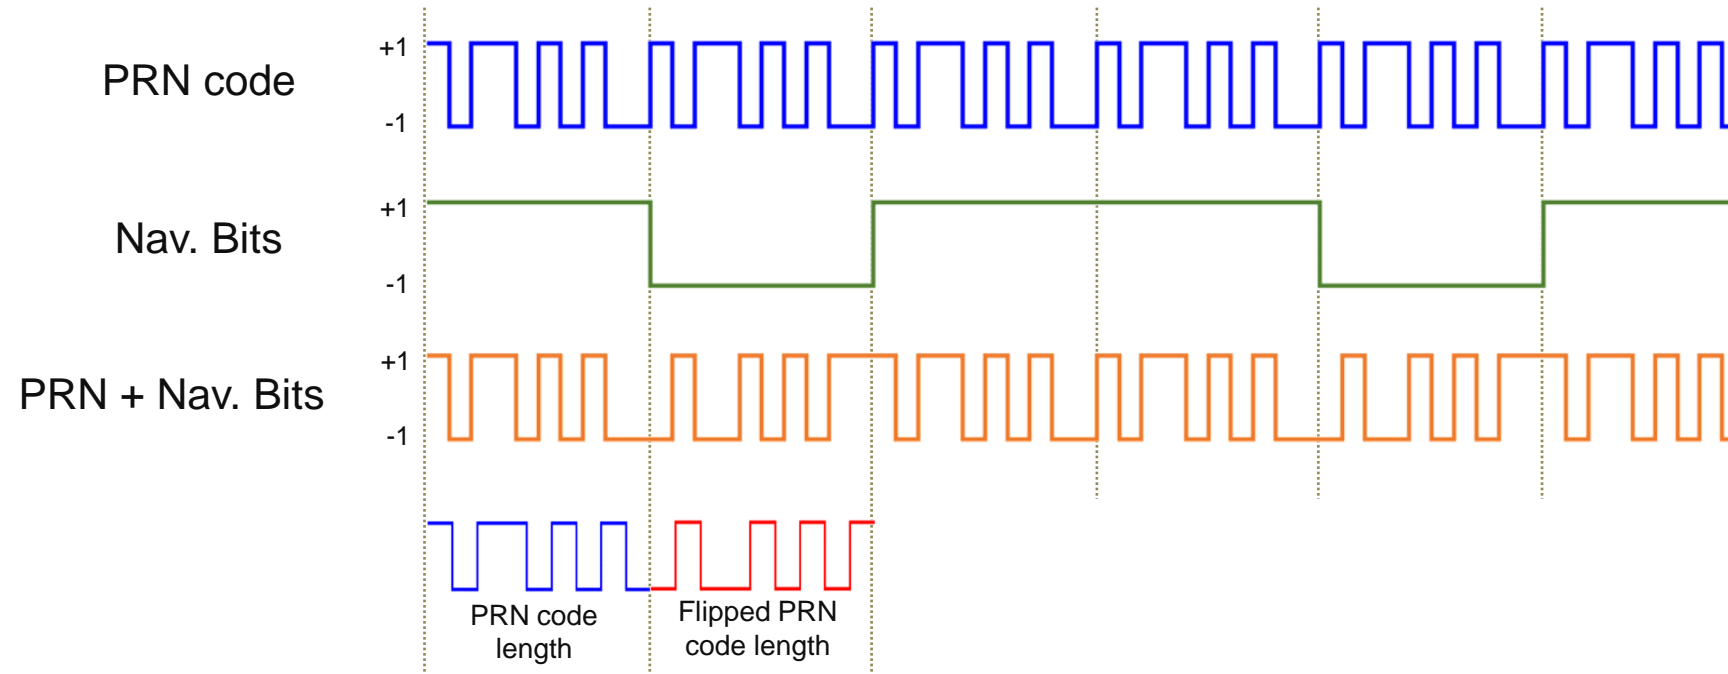 PRN code
+1
-1
Nav. Bits
+1
-1
PRN + Nav. Bits
+1
-1
PRN code
length
Flipped PRN
code length